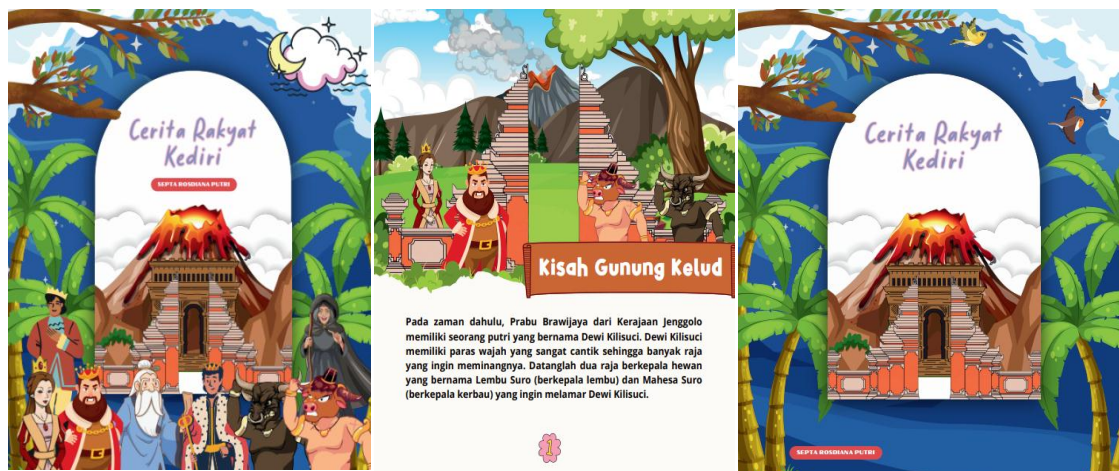 Cerita Rakyat
Kediri
SEPTA ROSDIANA PUTRI
Kisah Gunung Kelud
Pada zaman dahulu, Prabu Brawijaya dari Kerajaan Jenggolo
memiliki seorang putri yang bernama Dewi Kilisuci. Dewi Kilisuci
memiliki paras wajah yang sangat cantik sehingga banyak raja
yang ingin meminangnya. Datanglah dua raja berkepala hewan
yang bernama Lembu Suro (berkepala lembu) dan Mahesa Suro
(berkepala kerbau) yang ingin melamar Dewi Kilisuci.
1
Cerita Rakyat
Kediri
SEPTA ROSDIANA PUTRI